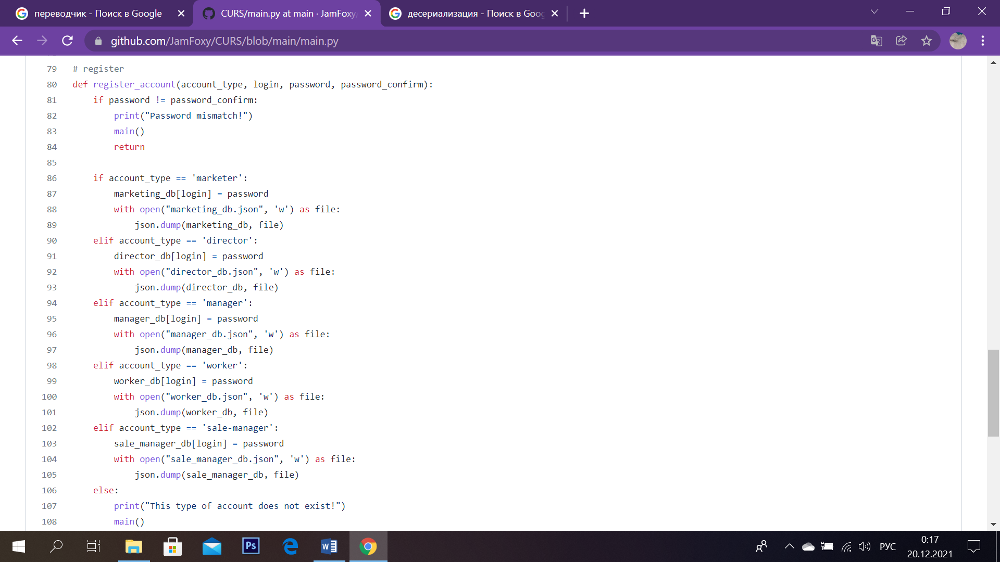 переводчик - Поиск в Google
CURS/main.py at main · JamFoxy/
десериализация - Поиск в Goo
github.com/JamFoxy/CURS/blob/main/main.py
79 # register
80 def register_account(account_type, login, password, password_confirm):
81 if password != password_confirm:
82 print("Password mismatch!")
83 main()
84 return
85
86 if account_type == 'marketer':
87 marketing_db[login] = password
88 with open("marketing_db.json", 'w') as file:
89 json.dump(marketing_db, file)
90 elif account_type == 'director':
91 director_db[login] = password
92 with open("director_db.json", 'w') as file:
93 json.dump(director_db, file)
94 elif account_type == 'manager':
95 manager_db[login] = password
96 with open("manager_db.json", 'w') as file:
97 json.dump(manager_db, file)
98 elif account_type == 'worker':
99 worker_db[login] = password
100 with open("worker_db.json", 'w') as file:
101 json.dump(worker_db, file)
102 elif account_type == 'sale-manager':
103 sale_manager_db[login] = password
104 with open("sale_manager_db.json", 'w') as file:
105 json.dump(sale_manager_db, file)
106 else:
107 print("This type of account does not exist!")
108 main()
Ps
РУС
0:17
20.12.2021